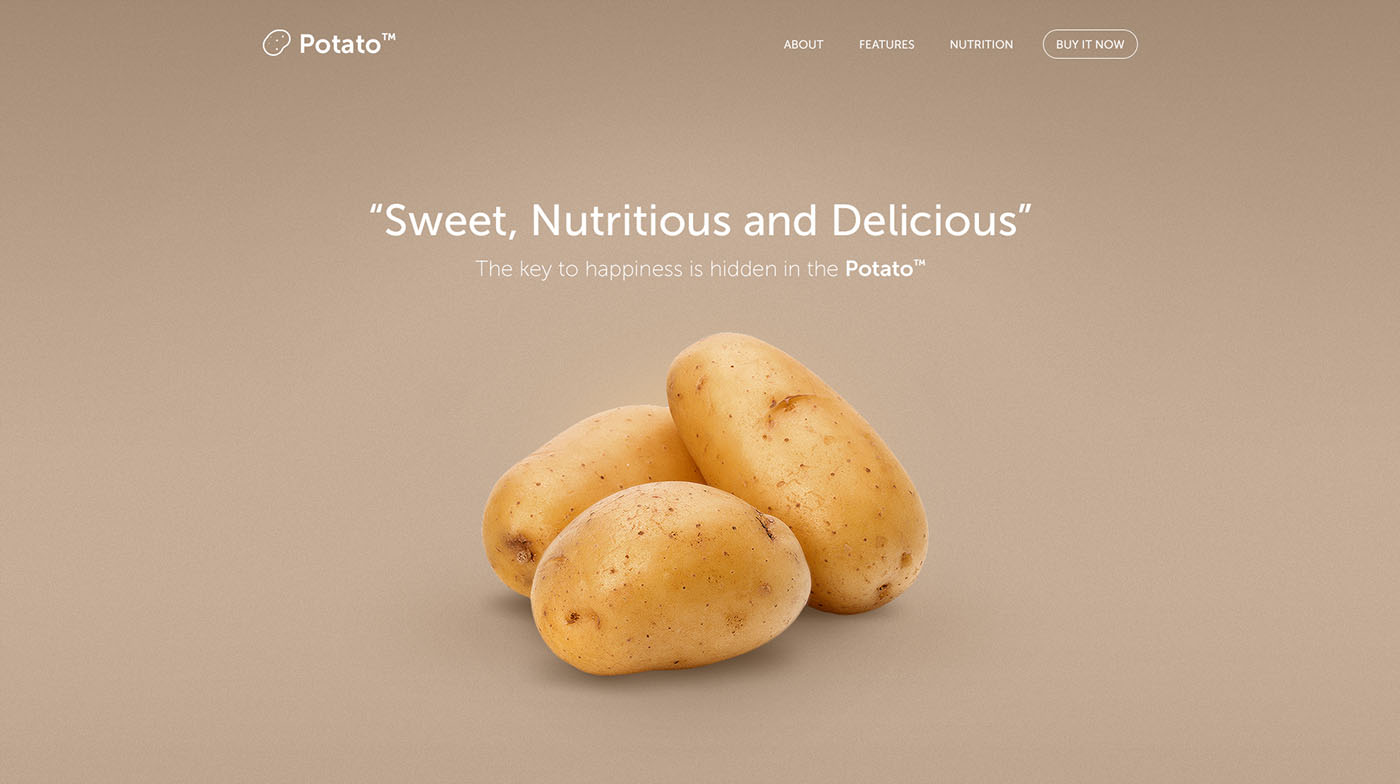 Potato™
ABOUT
FEATURES
NUTRITION
BUY IT NOW
“Sweet, Nutritious and Delicious”
The key to happiness is hidden in the Potato™